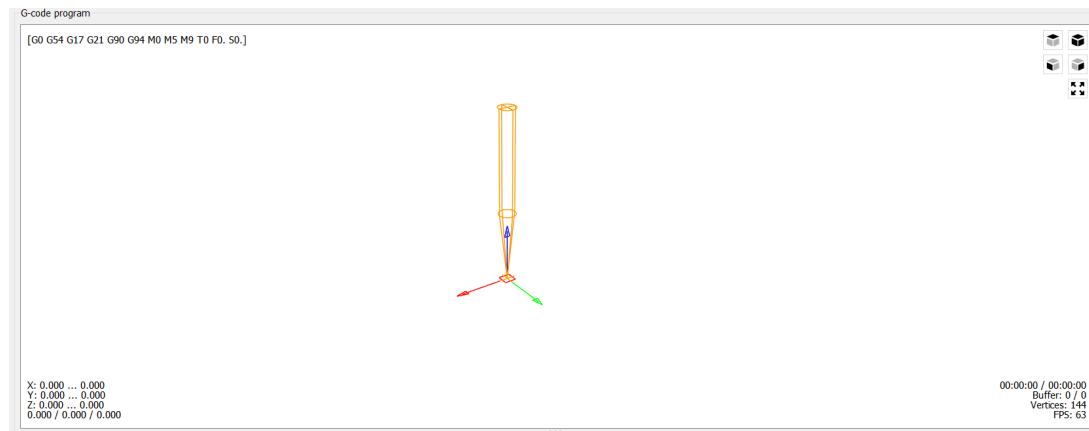 G-code program
[G0 G54 G17 G21 G90 G94 M0 M5 M9 T0 F0. S0.]
X: 0.000 ... 0.000
Y: 0.000 ... 0.000
Z: 0.000 ... 0.000
0.000 / 0.000 / 0.000
00:00:00 / 00:00:00
Buffer: 0 / 0
Vertices: 144
FPS: 63